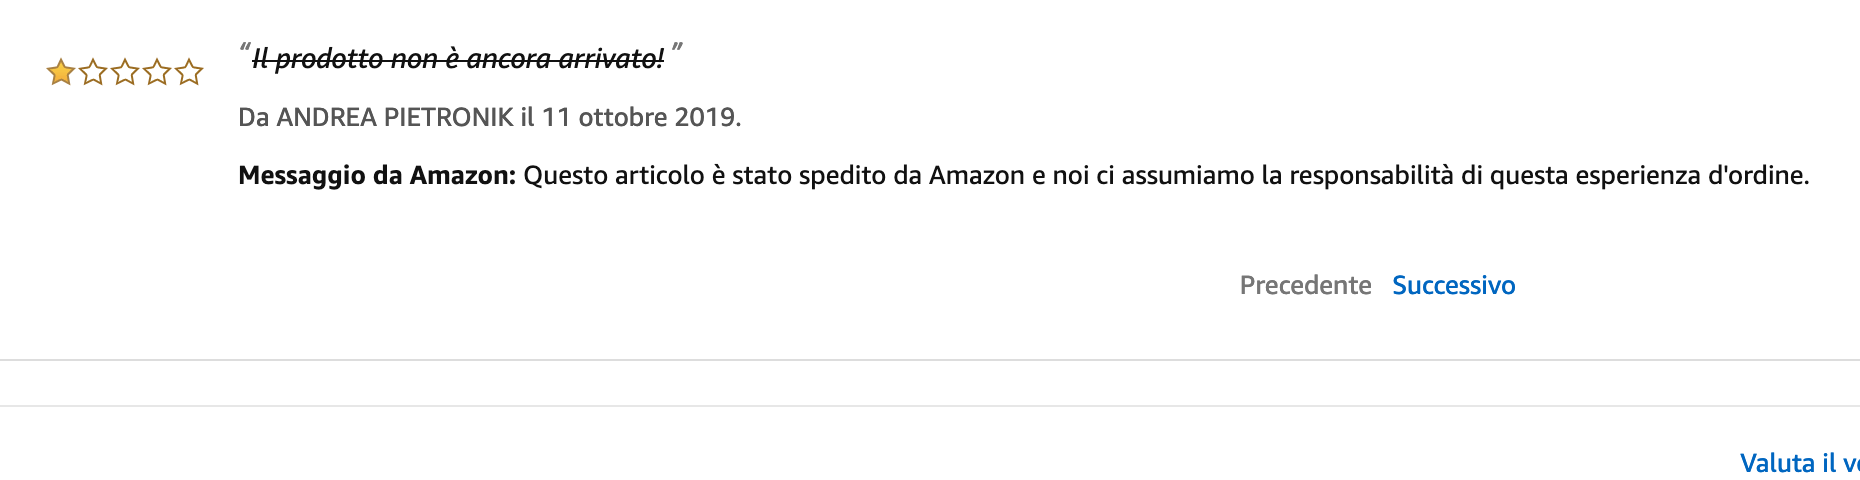 “Il prodotto non è ancora arrivato! ”
Da ANDREA PIETRONIK il 11 ottobre 2019.
Messaggio da Amazon: Questo articolo è stato spedito da Amazon e noi ci assumiamo la responsabilità di questa esperienza d'ordine.
Precedente Successivo
Valuta il